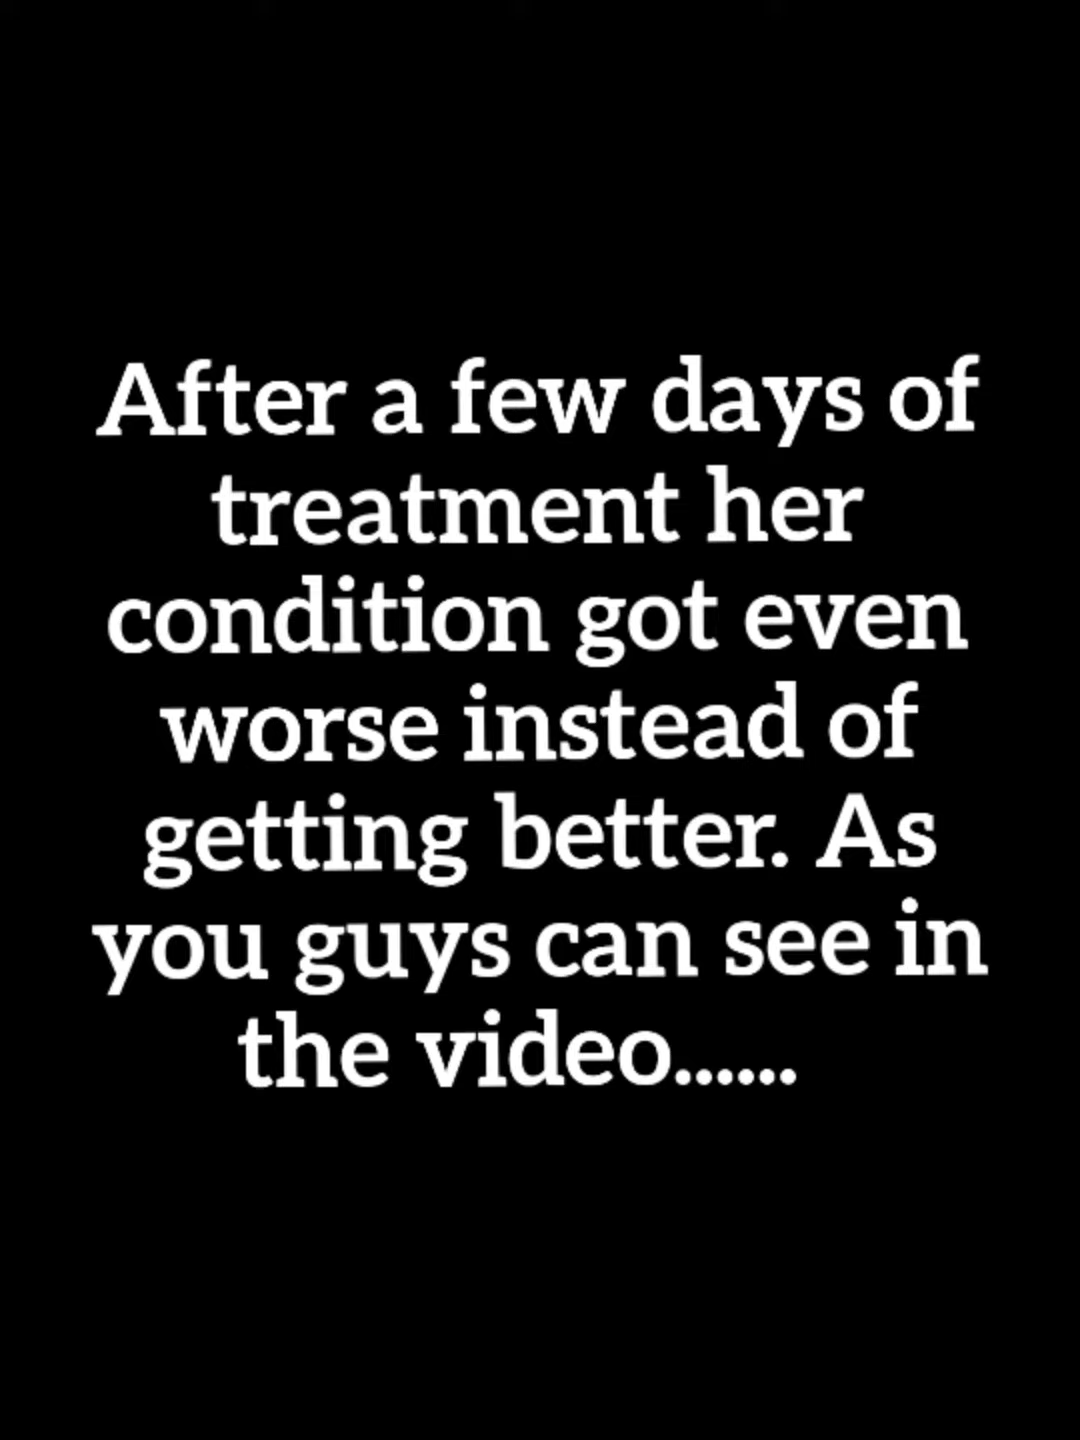 After a few days of
treatment her
condition got even
worse instead of
getting better. As
you guys can see in
the video......